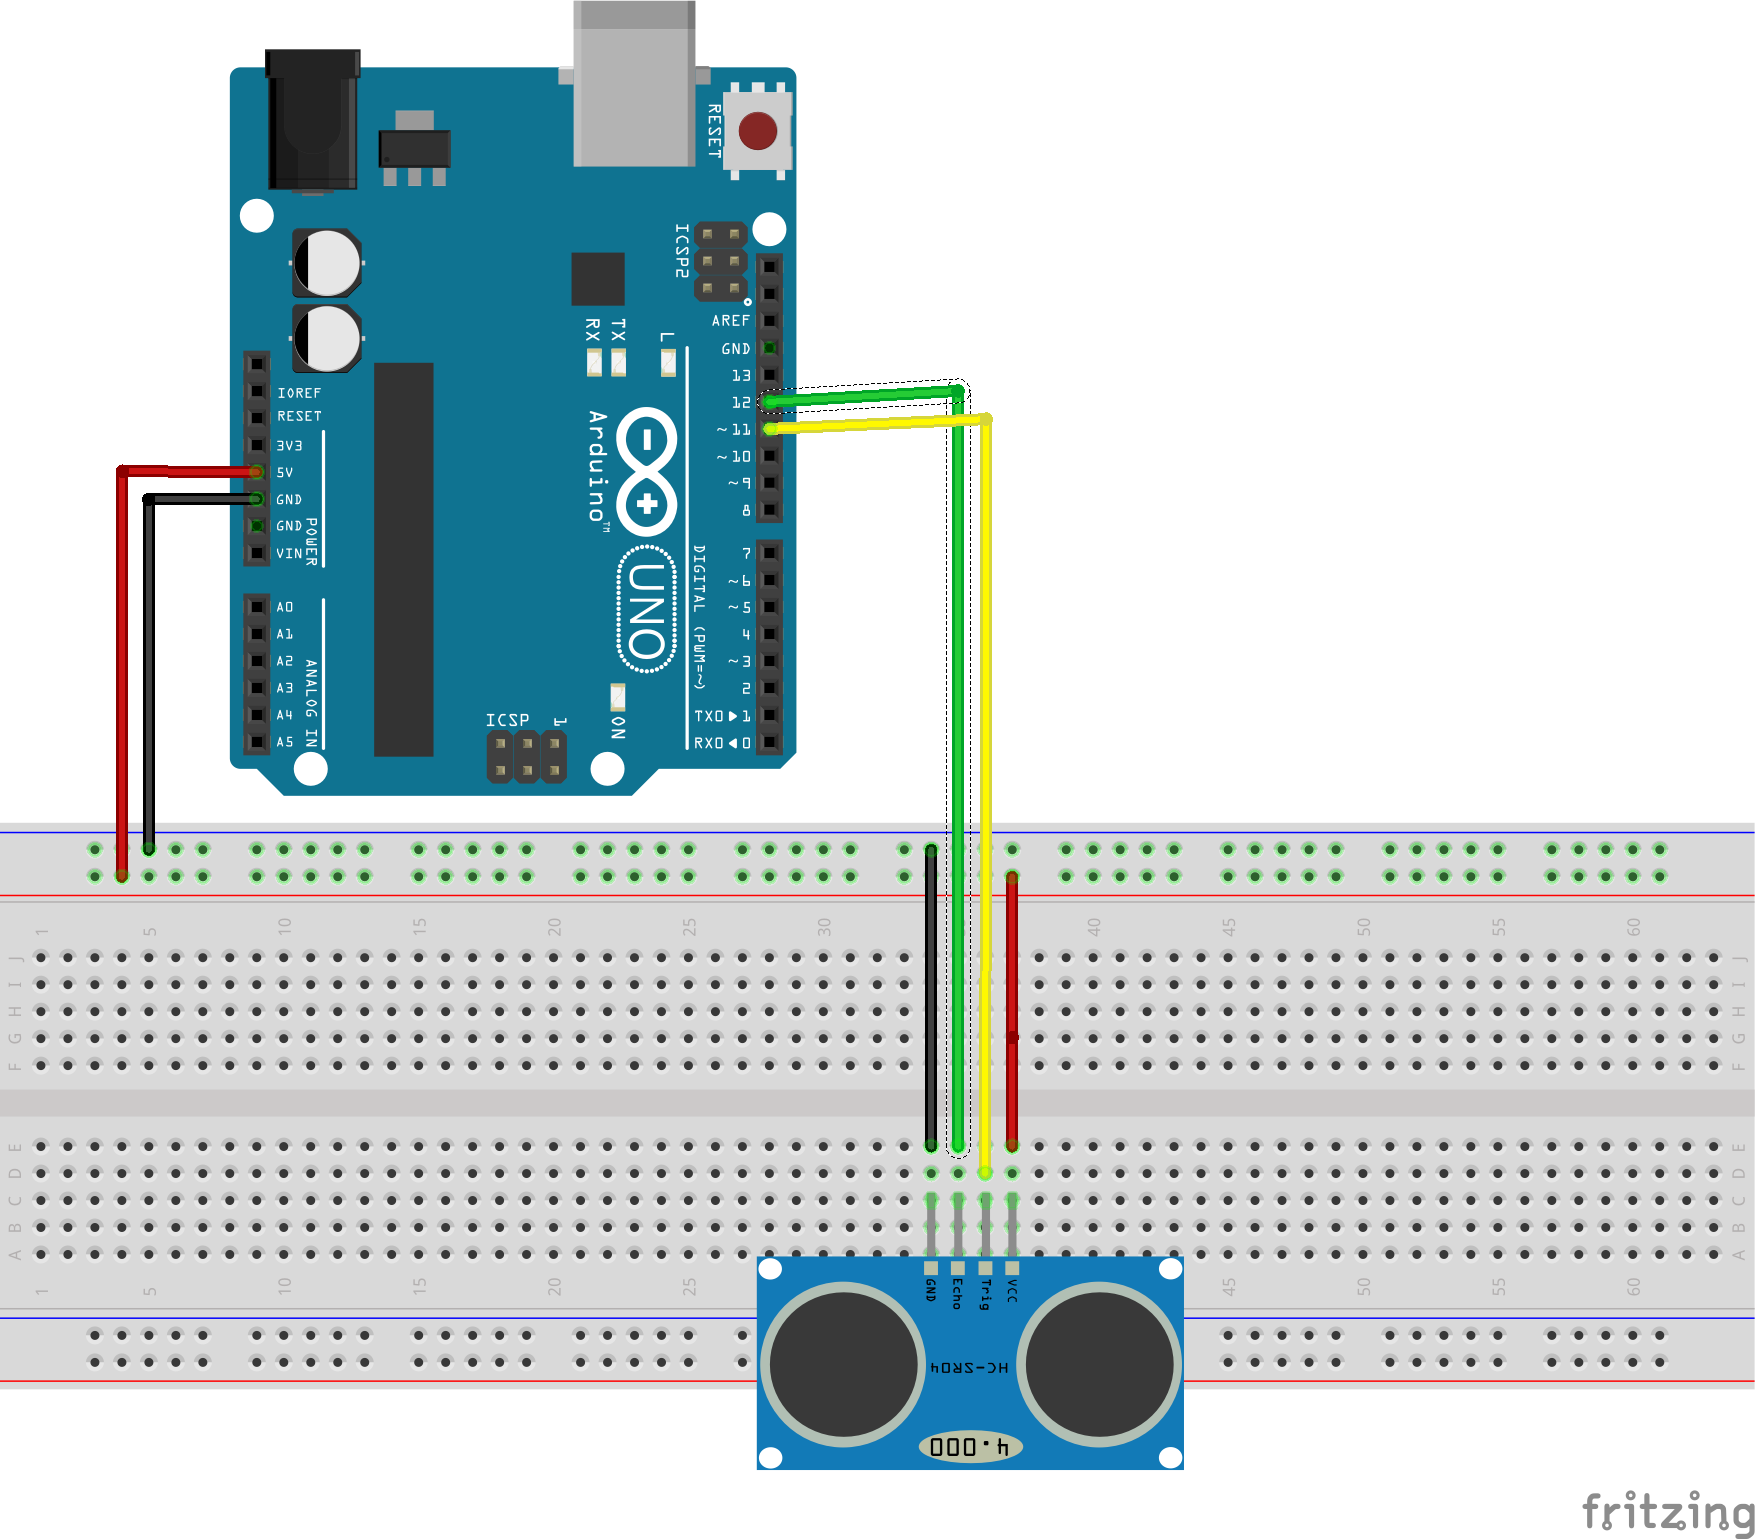 RESET
ICSP2
AREF
GND
13
12
~11
~10
~9
8
7
~6
~5
4
~3
2
TX0▶1
RX0◀0
RX
TX
L
IOREF
RESET
3V3
5V
GND
GND
VIN
POWER
A0
A1
A2
A3
A4
A5
ANALOG IN
Arduino™
UNO
DIGITAL (PWM=~)
ON
ICSP 1
1 5 10 15 20 25 30 40 45 50 55 60
J J
I I
H H
G G
F F
E E
D D
C C
B B
A A
1 5 10 15 20 25 45 50 55 60
GND Echo Trig VCC
HC-SR04
4.000
fritzing